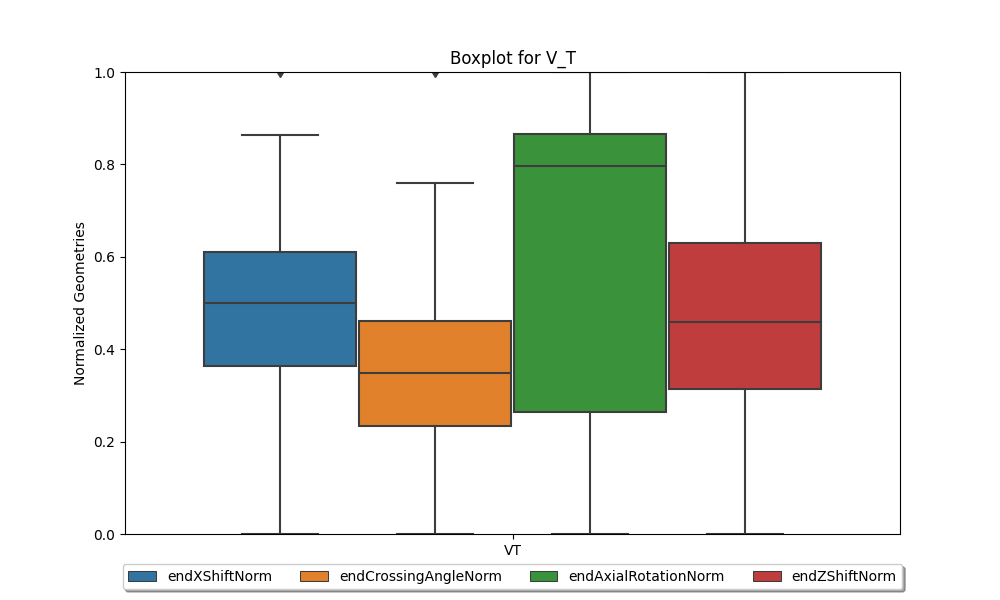 Boxplot for V_T
1.0
0.8
0.6
0.4
0.2
0.0
Normalized Geometries
VT
endXShiftNorm endCrossingAngleNorm endAxialRotationNorm endZShiftNorm